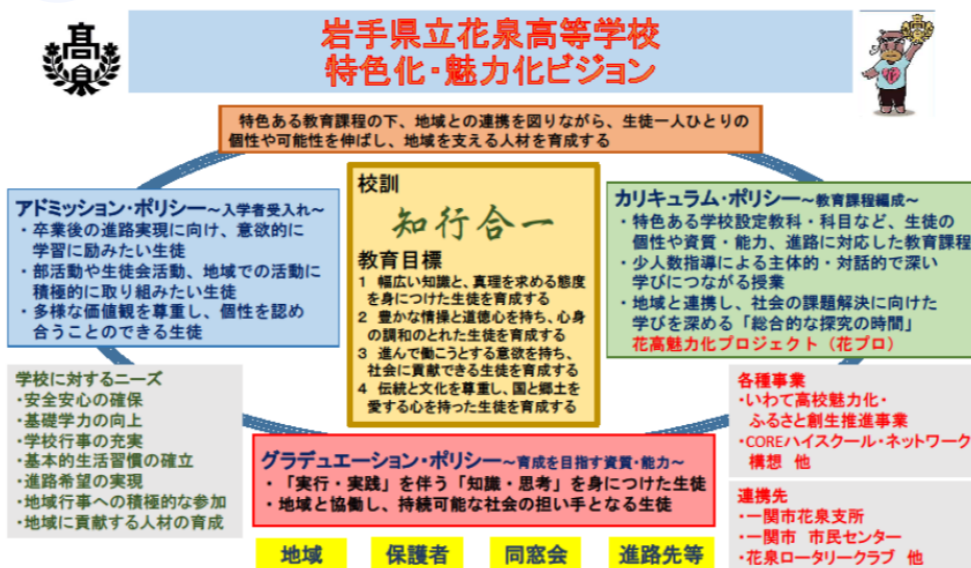 高泉
岩手県立花泉高等学校
特色化・魅力化ビジョン
特色ある教育課程の下、地域との連携を図りながら、生徒一人ひとりの
個性や可能性を伸ばし、地域を支える人材を育成する
アドミッション・ポリシー～入学者受入れ～
・卒業後の進路実現に向け、意欲的に
学習に励みたい生徒
・部活動や生徒会活動、地域での活動に
積極的に取り組みたい生徒
・多様な価値観を尊重し、個性を認め
合うことのできる生徒
校訓
知行合一
教育目標
1 幅広い知識と、真理を求める態度
を身につけた生徒を育成する
2 豊かな情操と道徳心を持ち、心身
の調和のとれた生徒を育成する
3 進んで働こうとする意欲を持ち、
社会に貢献できる生徒を育成する
4 伝統と文化を尊重し、国と郷土を
愛する心を持った生徒を育成する
カリキュラム・ポリシー～教育課程編成～
・特色ある学校設定教科・科目など、生徒の
個性や資質・能力、進路に対応した教育課程
・少人数指導による主体的・対話的で深い
学びにつながる授業
・地域と連携し、社会の課題解決に向けた
学びを深める「総合的な探究の時間」
花高魅力化プロジェクト（花プロ）
学校に対するニーズ
・安全安心の確保
・基礎学力の向上
・学校行事の充実
・基本的生活習慣の確立
・進路希望の実現
・地域行事への積極的な参加
・地域に貢献する人材の育成
グラデュエーション・ポリシー～育成を目指す資質・能力～
・「実行・実践」を伴う「知識・思考」を身につけた生徒
・地域と協働し、持続可能な社会の担い手となる生徒
各種事業
・いわて高校魅力化・
ふるさと創生推進事業
・COREハイスクール・ネットワーク
構想 他
連携先
・一関市花泉支所
・一関市 市民センター
・花泉ロータリークラブ 他
地域
保護者
同窓会
進路先等